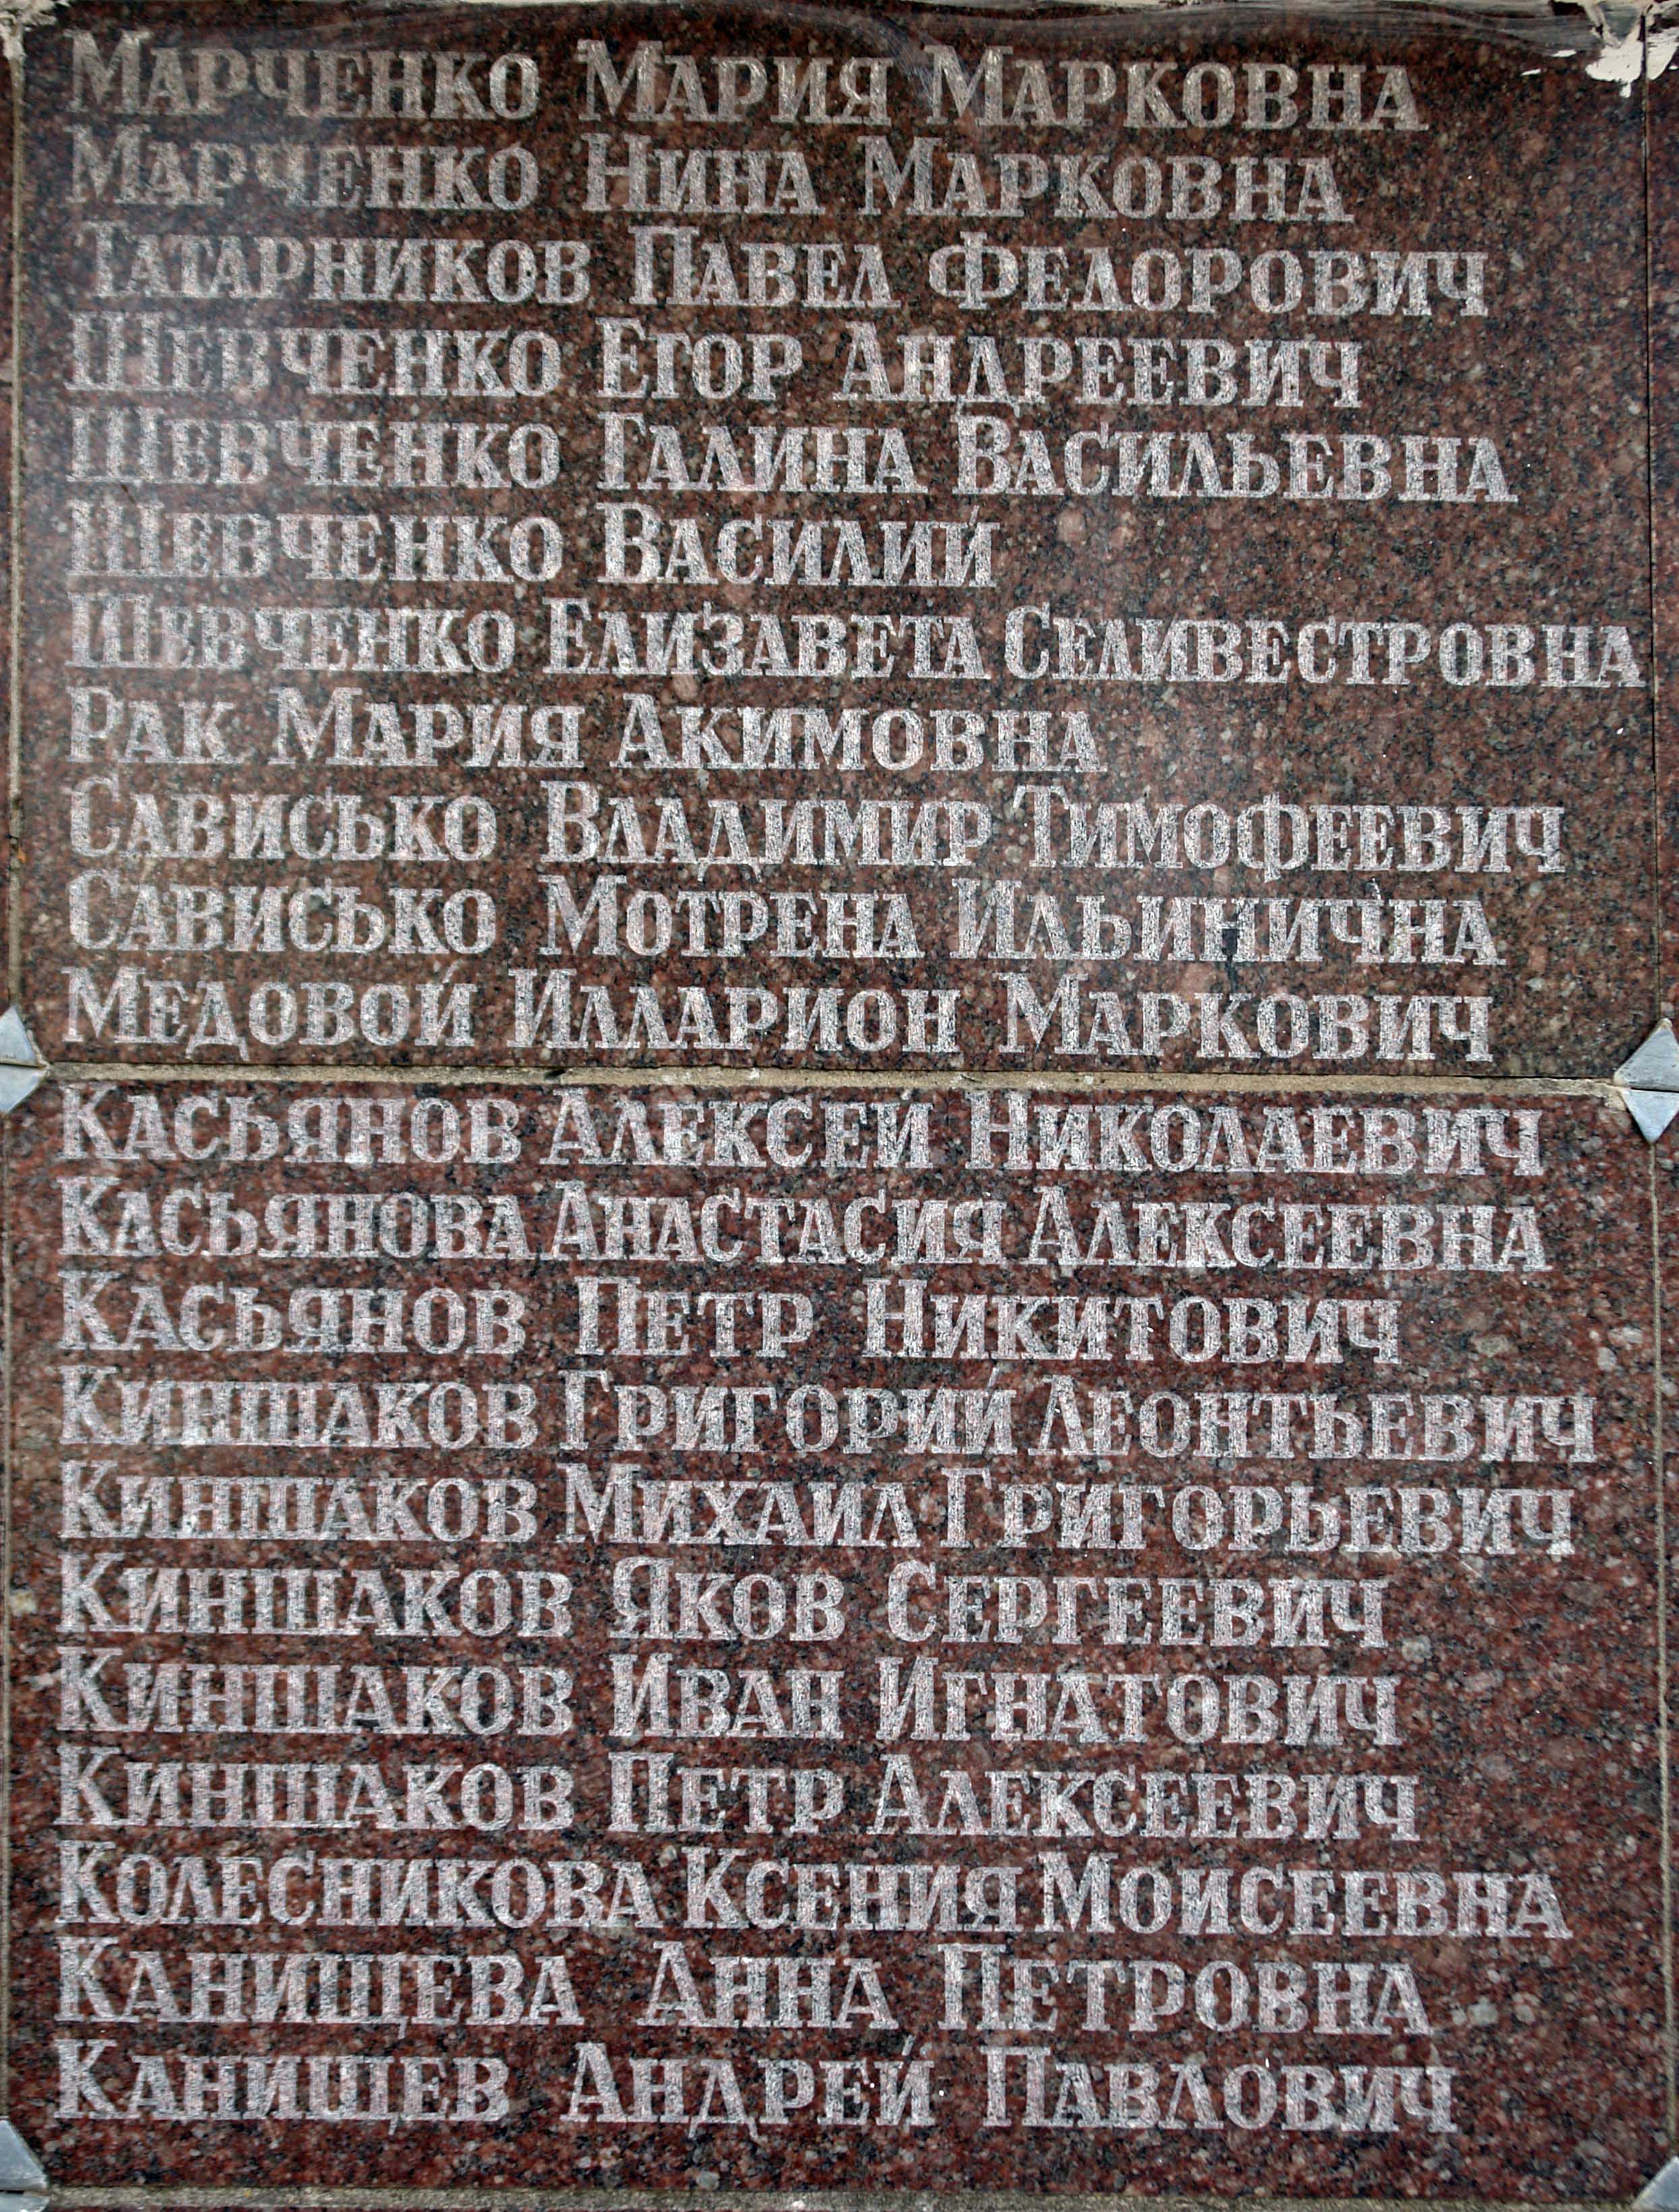 Марченко Мария Марковна
Марченко Нина Марковна
Татарников Павел Федорович
Шевченко Егор Андреевич
Шевченко Галина Васильевна
Шевченко Василий
Шевченко Елизавета Селивестровна
Рак Мария Акимовна
Сависько Владимир Тимофеевич
Сависько Мотрена Ильинична
Медовой Илларион Маркович
Касьянов Алексей Николаевич
Касьянова Анастасия Алексеевна
Касьянов Петр Никитович
Киншаков Григорий Леонтьевич
Киншаков Михаил Григорьевич
Киншаков Яков Сергеевич
Киншаков Иван Игнатович
Киншаков Петр Алексеевич
Колесникова Ксения Моисеевна
Канищева Анна Петровна
Канищев Андрей Павлович